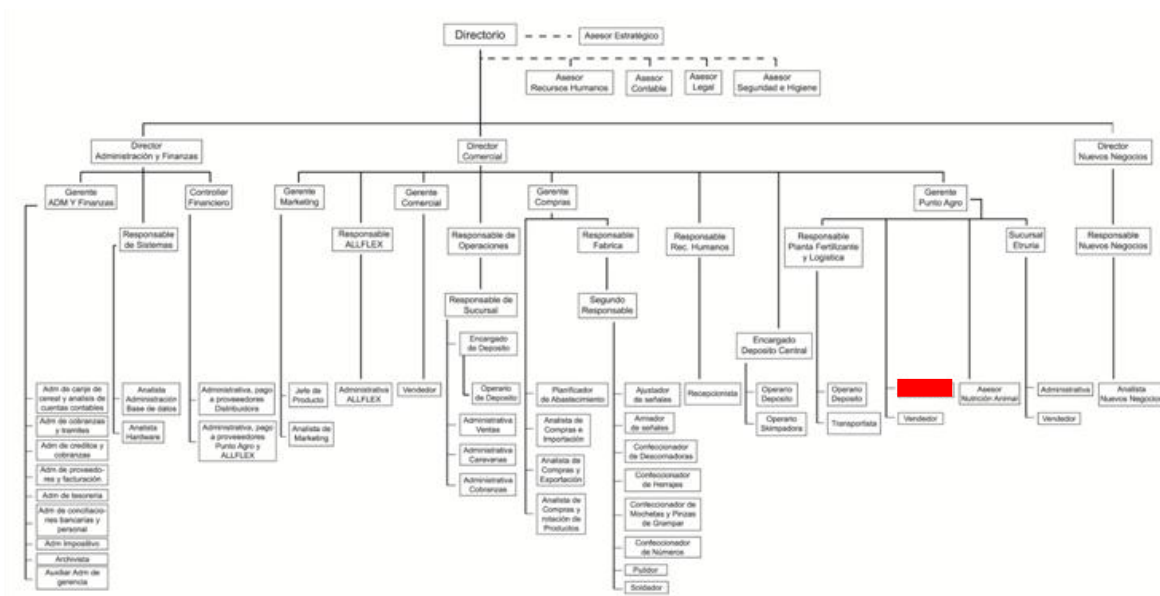 Directorio
Asesor Estratégico
Asesor
Recursos Humanos
Asesor
Contable
Asesor
Legal
Asesor
Seguridad e Higiene
Director
Administración y Finanzas
Director
Comercial
Director
Nuevos Negocios
Gerente
ADM Y Finanzas
Controller
Financiero
Gerente
Marketing
Gerente
Comercial
Gerente
Compras
Gerente
Punto Agro
Responsable
de Sistemas
Responsable
ALLFLEX
Responsable de
Operaciones
Responsable
Fabrica
Responsable
Rec. Humanos
Responsable
Planta Fertilizante
y Logistica
Sucursal
Etruria
Responsable
Nuevos Negocios
Responsable de
Sucursal
Segundo
Responsable
Encargado
de Deposito
Encargado
Deposito Central
Adm de canje de
cereal y analisis de
cuentas contables
Adm de cobranzas
y tramites
Adm de creditos y
cobranzas
Adm de proveedo-
res y facturación
Adm de tesoreria
Adm de conciliacio-
nes bancarias y
personal
Adm Impositivo
Archivista
Auxiliar Adm de
gerencia
Analista
Administración
Base de datos
Analista
Hardware
Administrativa, pago
a proveedores
Distribuidora
Administrativa, pago
a proveeedores
Punto Agro y
ALLFLEX
Jefe de
Producto
Analista de
Marketing
Administrativa
ALLFLEX
Vendedor
Operario
de Deposito
Administrativa
Ventas
Administrativa
Caravanas
Administrativa
Cobranzas
Planificador
de Abastecimiento
Analista de
Compras e
Importación
Analista de
Compras y
Exportación
Analista de
Compras y
rotación de
Productos
Ajustador
de señales
Armador
de señales
Confeccionador
de Descornadoras
Confeccionador
de Herrajes
Confeccionador de
Mochetas y Pinzas
de Grampar
Confeccionador
de Números
Pulidor
Soldador
Recepcionista
Operario
Deposito
Operario
Skimpadora
Operario
Deposito
Transportista
Vendedor
Asesor
Nutrición Animal
Administrativa
Vendedor
Analista
Nuevos Negocios